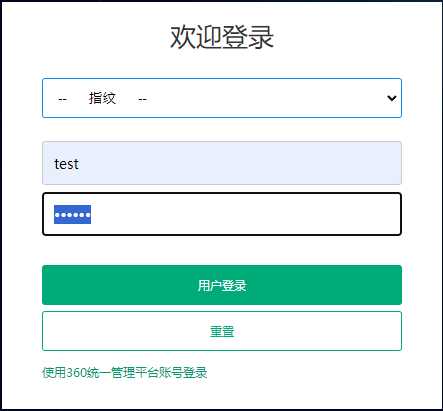 欢迎登录
-- 指纹 --
test
••••••
用户登录
重置
使用360统一管理平台账号登录